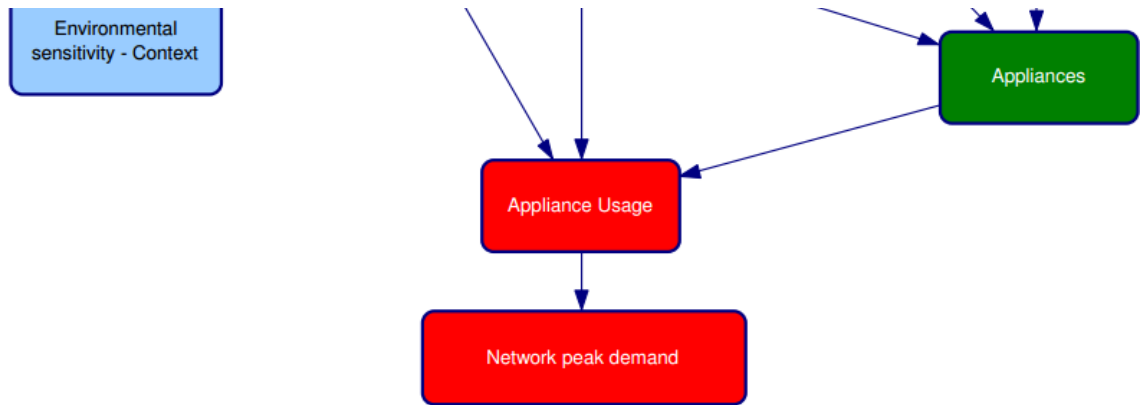 Environmental
sensitivity - Context
Appliances
Appliance Usage
Network peak demand